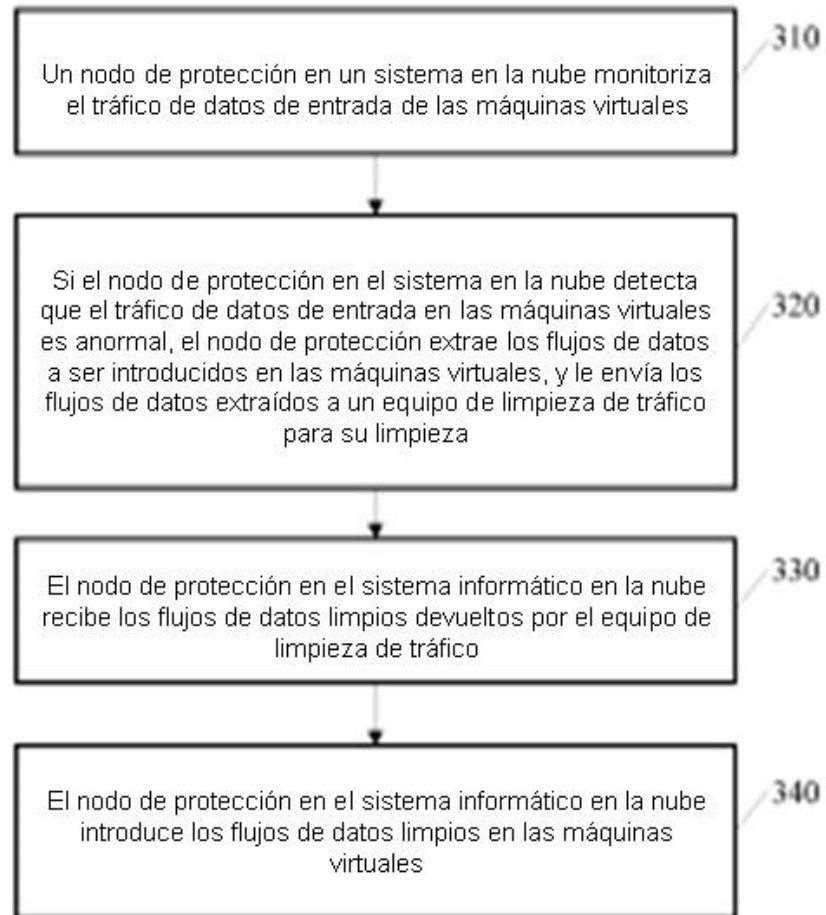 310
Un nodo de protección en un sistema en la nube monitoriza
el tráfico de datos de entrada de las máquinas virtuales
320
Si el nodo de protección en el sistema en la nube detecta
que el tráfico de datos de entrada en las máquinas virtuales
es anormal, el nodo de protección extrae los flujos de datos
a ser introducidos en las máquinas virtuales, y le envía los
flujos de datos extraídos a un equipo de limpieza de tráfico
para su limpieza
330
El nodo de protección en el sistema informático en la nube
recibe los flujos de datos limpios devueltos por el equipo de
limpieza de tráfico
340
El nodo de protección en el sistema informático en la nube
introduce los flujos de datos limpios en las máquinas
virtuales